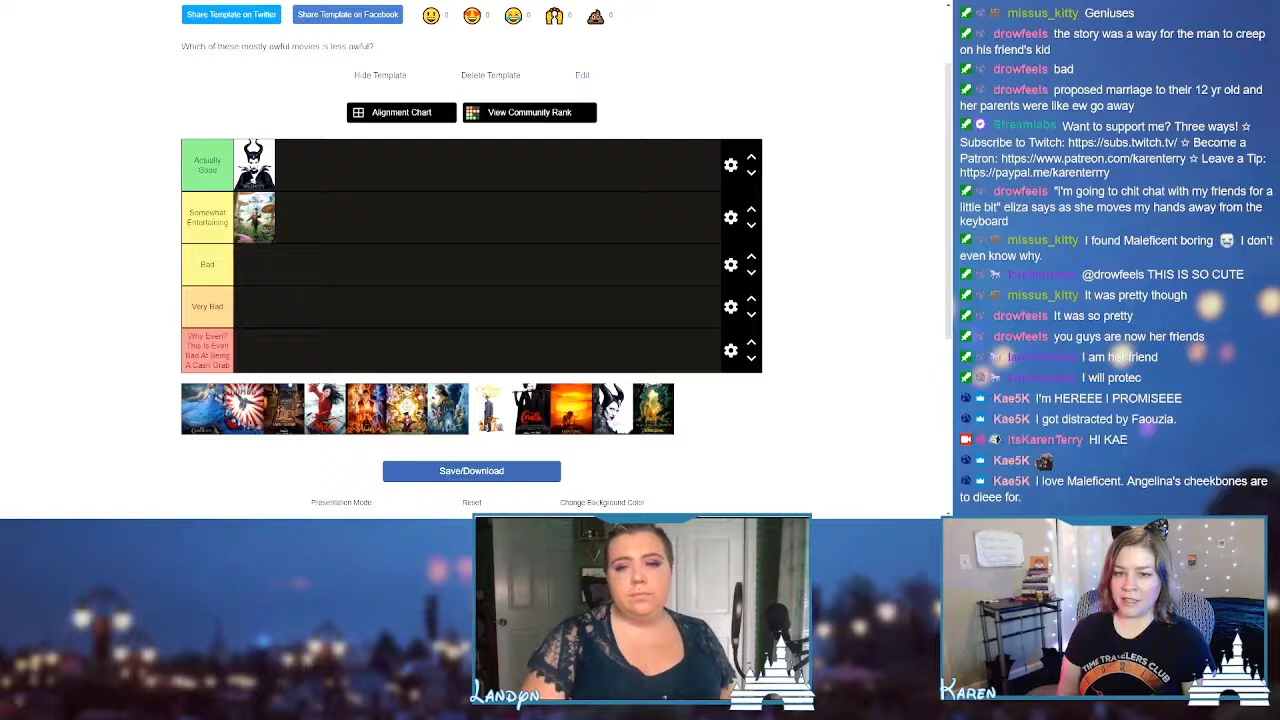 Share Template on Twitter
Share Template on Facebook
0
0
0
0
0
Which of these mostly awful movies is less awful?
Hide Template
Delete Template
Edit
Alignment Chart
View Community Rank
Actually
Good
Somewhat
Entertaining
Bad
Very Bad
Why Even?
This Is Even
Bad At Being
A Cash Grab
Save/Download
Presentation Mode
Reset
Change Background Color
missus_kitty Geniuses
drowfeels the story was a way for the man to creep
on his friend's kid
drowfeels bad
drowfeels proposed marriage to their 12 yr old and
her parents were like ew go away
Streamlabs Want to support me? Three ways! ☆
Subscribe to Twitch: https://subs.twitch.tv/ ☆ Become a
Patron: https://www.patreon.com/karenterry ☆ Leave a Tip:
https://paypal.me/karenterrry
drowfeels "I'm going to chit chat with my friends for a
little bit" eliza says as she moves my hands away from the
keyboard
missus_kitty I found Maleficent boring I don't
even know why.
@drowfeels THIS IS SO CUTE
missus_kitty It was pretty though
drowfeels It was so pretty
drowfeels you guys are now her friends
I am her friend
I will protec
Kae5K I'm HEREEE I PROMISEEE
Kae5K I got distracted by Faouzia.
ItsKarenTerry HI KAE
Kae5K
Kae5K I love Maleficent. Angelina's cheekbones are
to dieee for.
TIME TRAVELERS CLUB
Landyn
Karen